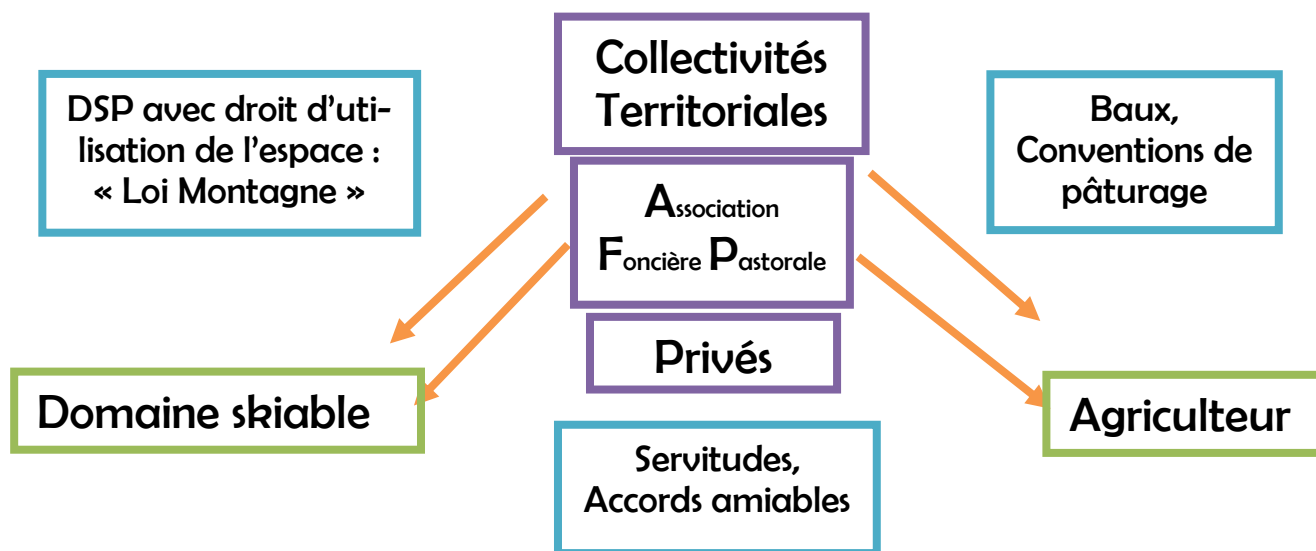 Collectivités
Territoriales
DSP avec droit d’uti-
lisation de l’espace :
« Loi Montagne »
Baux,
Conventions de
pâturage
Association
Foncière Pastorale
Privés
Domaine skiable
Agriculteur
Servitudes,
Accords amiables